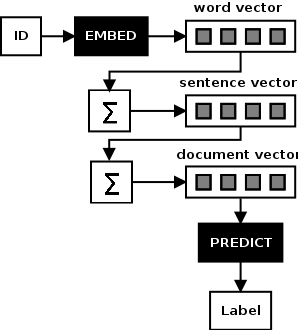 word vector
ID
EMBED
sentence vector
Σ
document vector
Σ
PREDICT
Label